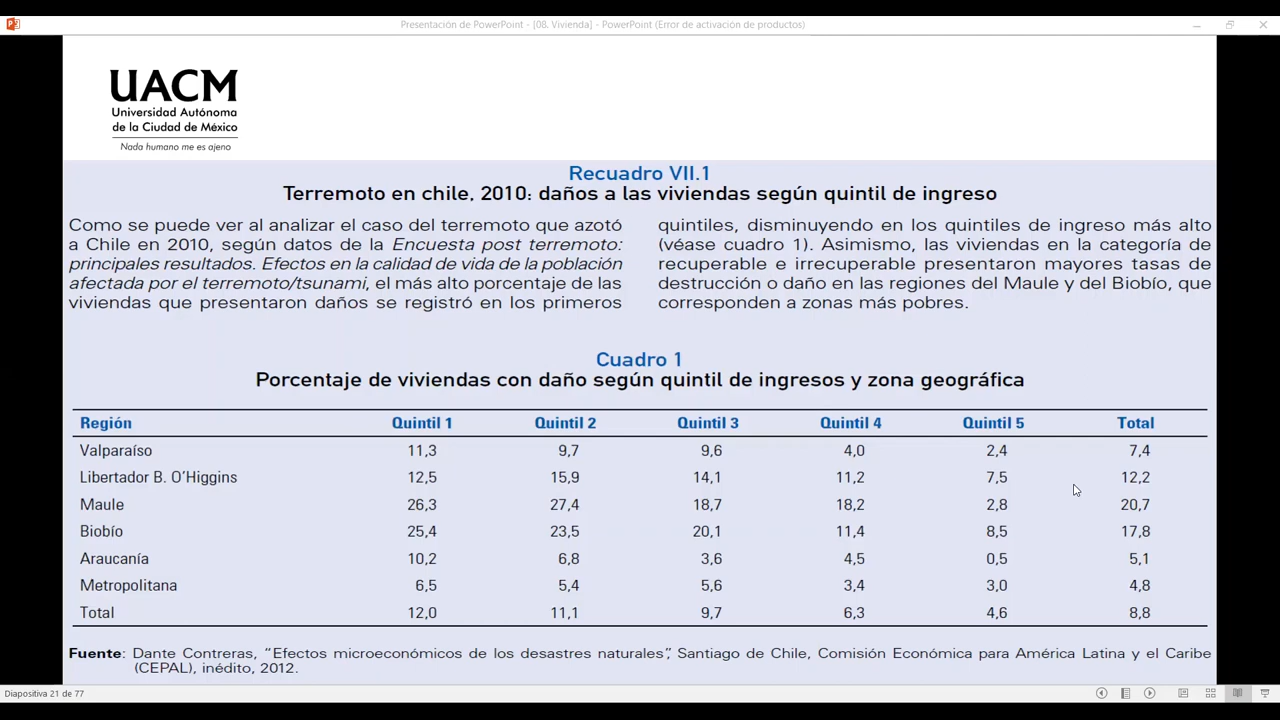 Presentación de PowerPoint - [08. Vivienda] - PowerPoint (Error de activación de productos)
UACM
Universidad Autónoma
de la Ciudad de México
Nada humano me es ajeno
Recuadro VII.1
Terremoto en chile, 2010: daños a las viviendas según quintil de ingreso
Como se puede ver al analizar el caso del terremoto que azotó
a Chile en 2010, según datos de la Encuesta post terremoto:
principales resultados. Efectos en la calidad de vida de la población
afectada por el terremoto/tsunami, el más alto porcentaje de las
viviendas que presentaron daños se registró en los primeros
quintiles, disminuyendo en los quintiles de ingreso más alto
(véase cuadro 1). Asimismo, las viviendas en la categoría de
recuperable e irrecuperable presentaron mayores tasas de
destrucción o daño en las regiones del Maule y del Biobío, que
corresponden a zonas más pobres.
Cuadro 1
Porcentaje de viviendas con daño según quintil de ingresos y zona geográfica
Región Quintil 1 Quintil 2 Quintil 3 Quintil 4 Quintil 5 Total
Valparaíso 11,3 9,7 9,6 4,0 2,4 7,4
Libertador B. O'Higgins 12,5 15,9 14,1 11,2 7,5 12,2
Maule 26,3 27,4 18,7 18,2 2,8 20,7
Biobío 25,4 23,5 20,1 11,4 8,5 17,8
Araucanía 10,2 6,8 3,6 4,5 0,5 5,1
Metropolitana 6,5 5,4 5,6 3,4 3,0 4,8
Total 12,0 11,1 9,7 6,3 4,6 8,8
Fuente: Dante Contreras, "Efectos microeconómicos de los desastres naturales", Santiago de Chile, Comisión Económica para América Latina y el Caribe
(CEPAL), inédito, 2012.
Diapositiva 21 de 77